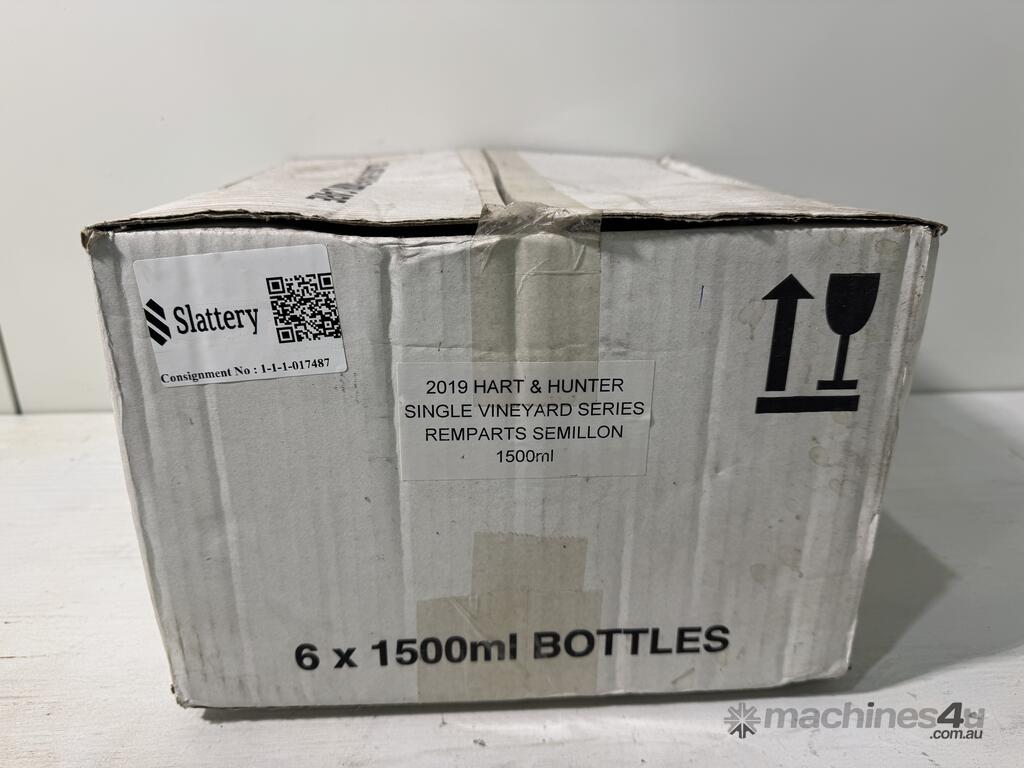 Slattery
Consignment No : 1-1-1-017487
2019 HART & HUNTER
SINGLE VINEYARD SERIES
REMPARTS SEMILLON
1500ml
6 x 1500ml BOTTLES
machines4u
.com.au